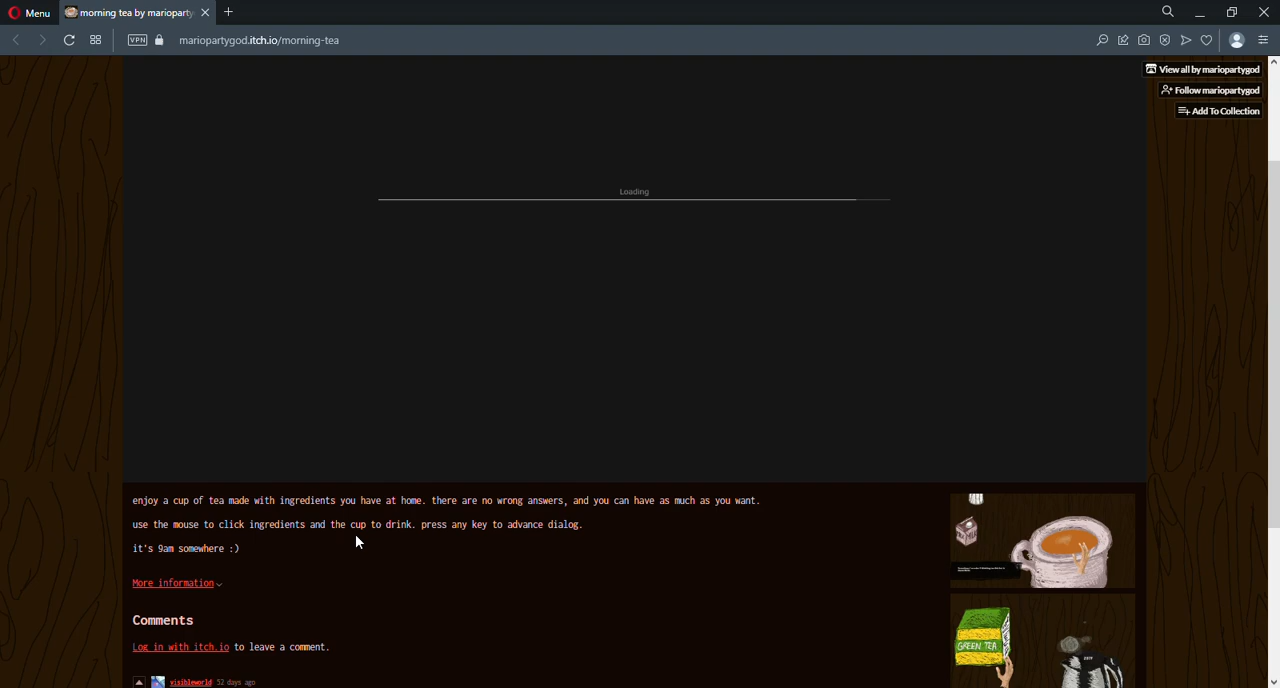 Menu
morning tea by marioparty
VPN
mariopartygod.itch.io/morning-tea
View all by mariopartygod
Follow mariopartygod
Add To Collection
Loading
enjoy a cup of tea made with ingredients you have at home. there are no wrong answers, and you can have as much as you want.
use the mouse to click ingredients and the cup to drink. press any key to advance dialog.
it's 9am somewhere :)
More information
Comments
Log in with itch.io to leave a comment.
visibleworld 52 days ago
GREEN TEA